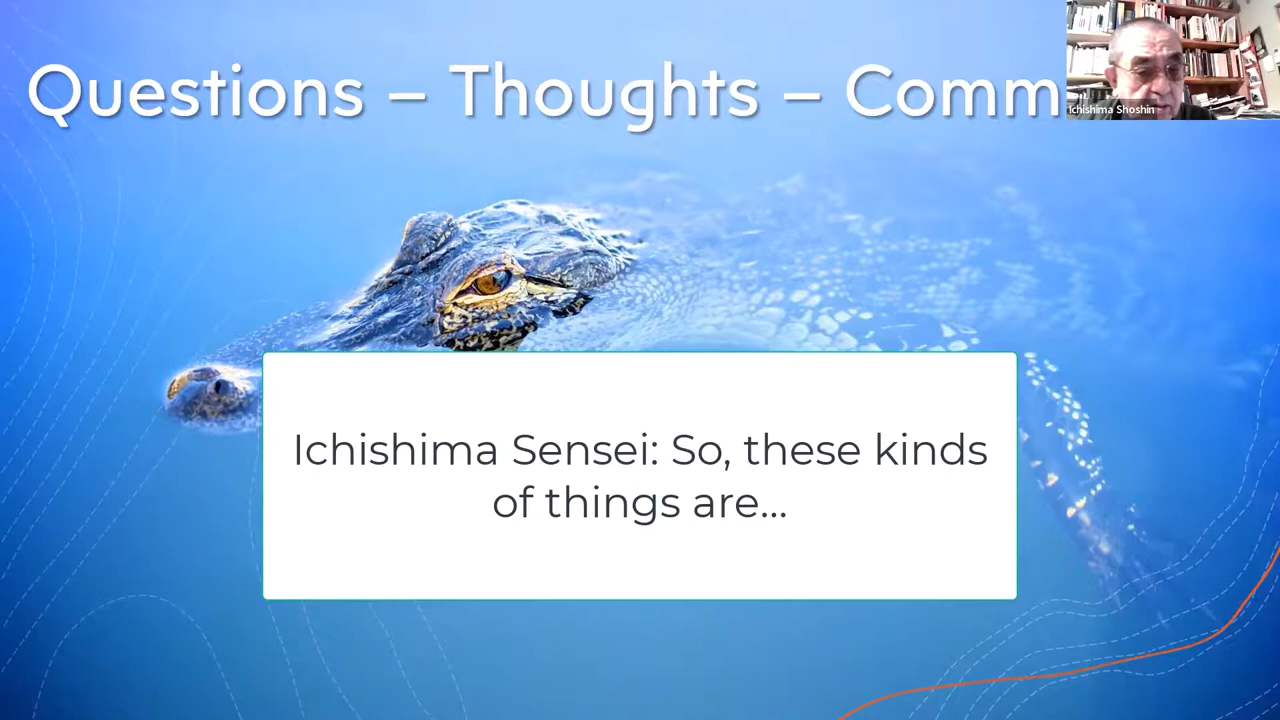 Questions – Thoughts – Comm
Ichishima Shoshin
Ichishima Sensei: So, these kinds
of things are...